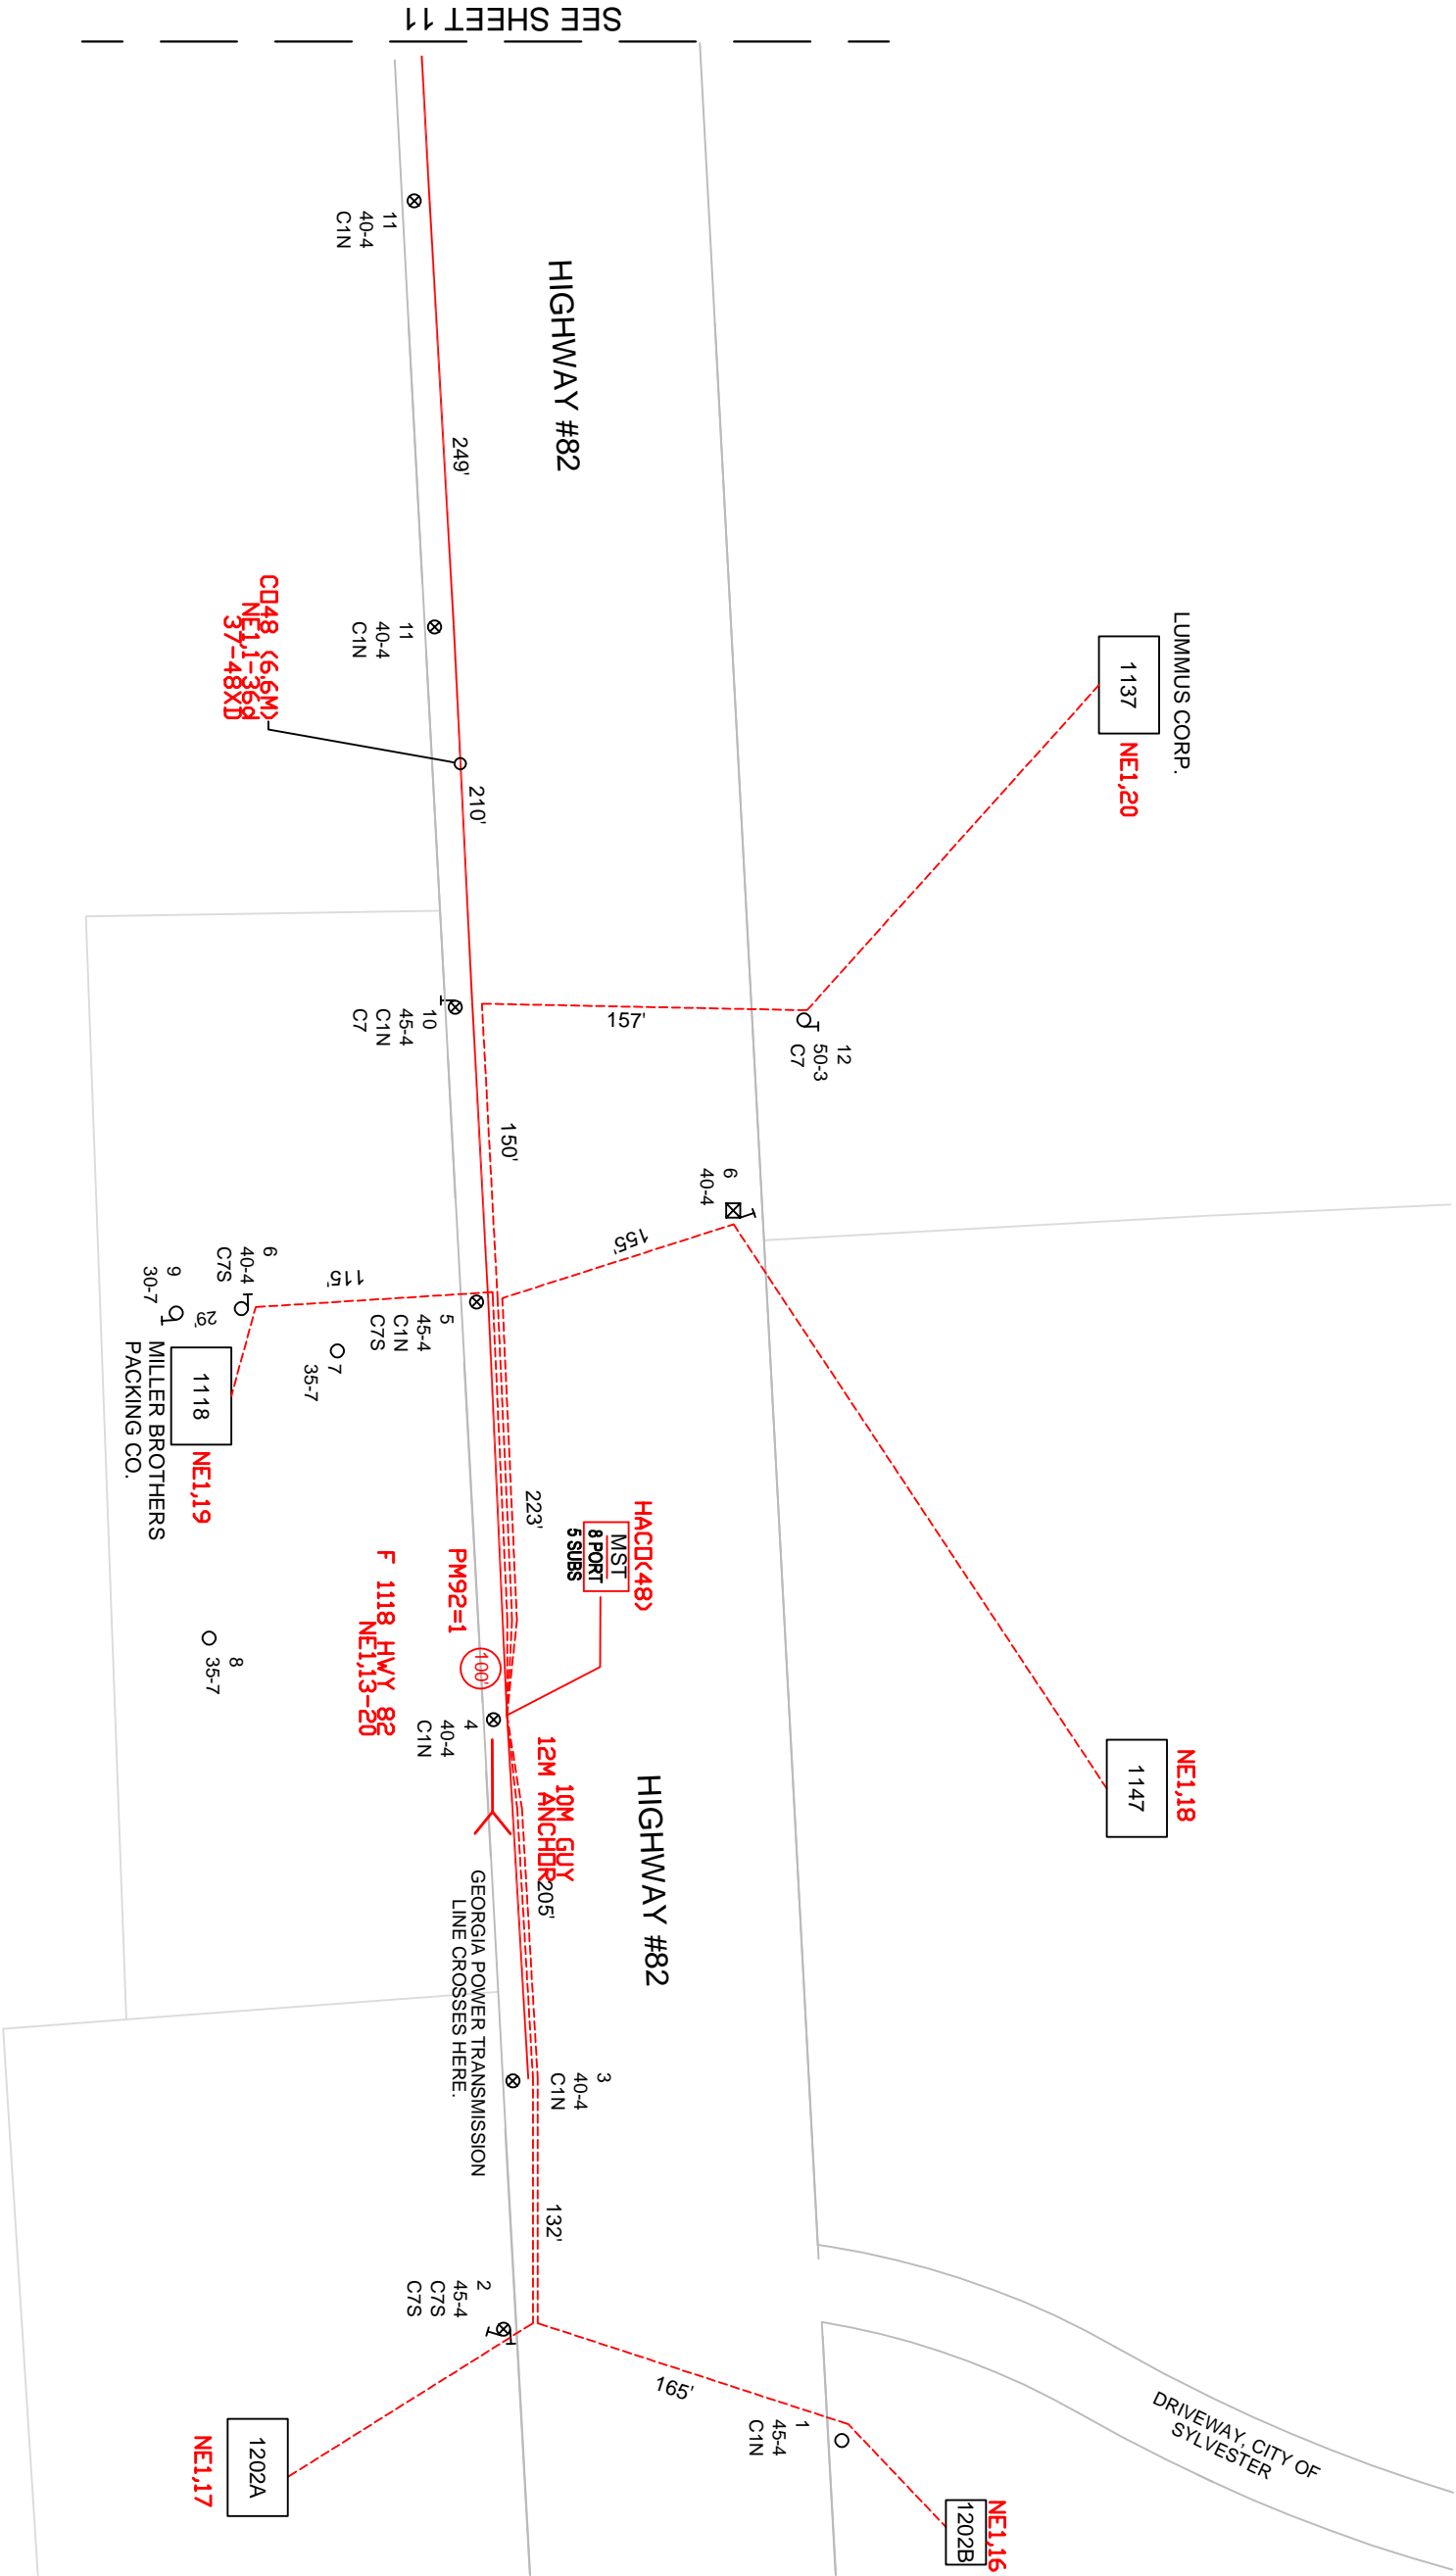 SEE SHEET 11
HIGHWAY #82
11
40-4
C1N
249'
11
40-4
C1N
CO48 (6.6M)
NE1,1-36d
37-48XD
210'
LUMMUS CORP.
1137
NE1,20
10
45-4
C1N
C7
157'
12
50-3
C7
150'
6
40-4
155'
115'
6
40-4
C7S
9
30-7
29'
5
45-4
C1N
C7S
7
35-7
1118
MILLER BROTHERS
PACKING CO.
NE1,19
223'
HACO(48)
MST
8 PORT
5 SUBS
PM92=1
100'
F 1118 HWY 82
NE1,13-20
8
35-7
4
40-4
C1N
10M GUY
12M ANCHOR
205'
HIGHWAY #82
NE1,18
1147
GEORGIA POWER TRANSMISSION
LINE CROSSES HERE.
3
40-4
C1N
132'
2
45-4
C7S
C7S
165'
1
45-4
C1N
DRIVEWAY, CITY OF
SYLVESTER
1202A
NE1,17
NE1,16
1202B